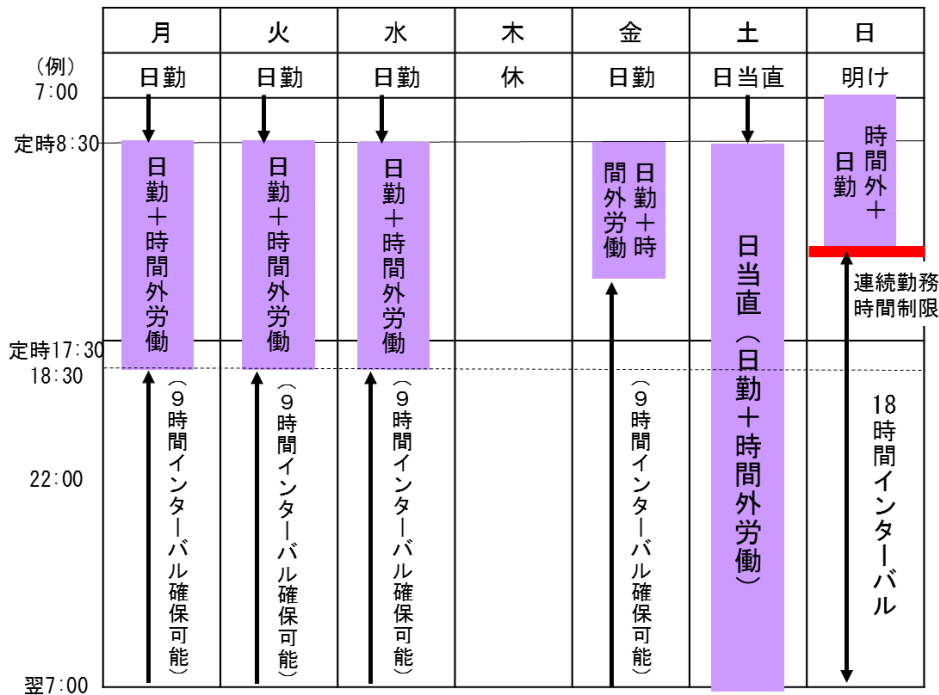 月 火 水 木 金 土 日
(例) 日勤 日勤 日勤 休 日勤 日当直 明け
7:00
定時8:30
定時17:30
18:30
22:00
翌7:00
日勤+時間外労働
(9時間インターバル確保可能)
日勤+時間外労働
(9時間インターバル確保可能)
日勤+時間外労働
(9時間インターバル確保可能)
日勤+時
間外労働
(9時間インターバル確保可能)
日当直(日勤+時間外労働)
時間外+
日勤
連続勤務
時間制限
18時間インターバル